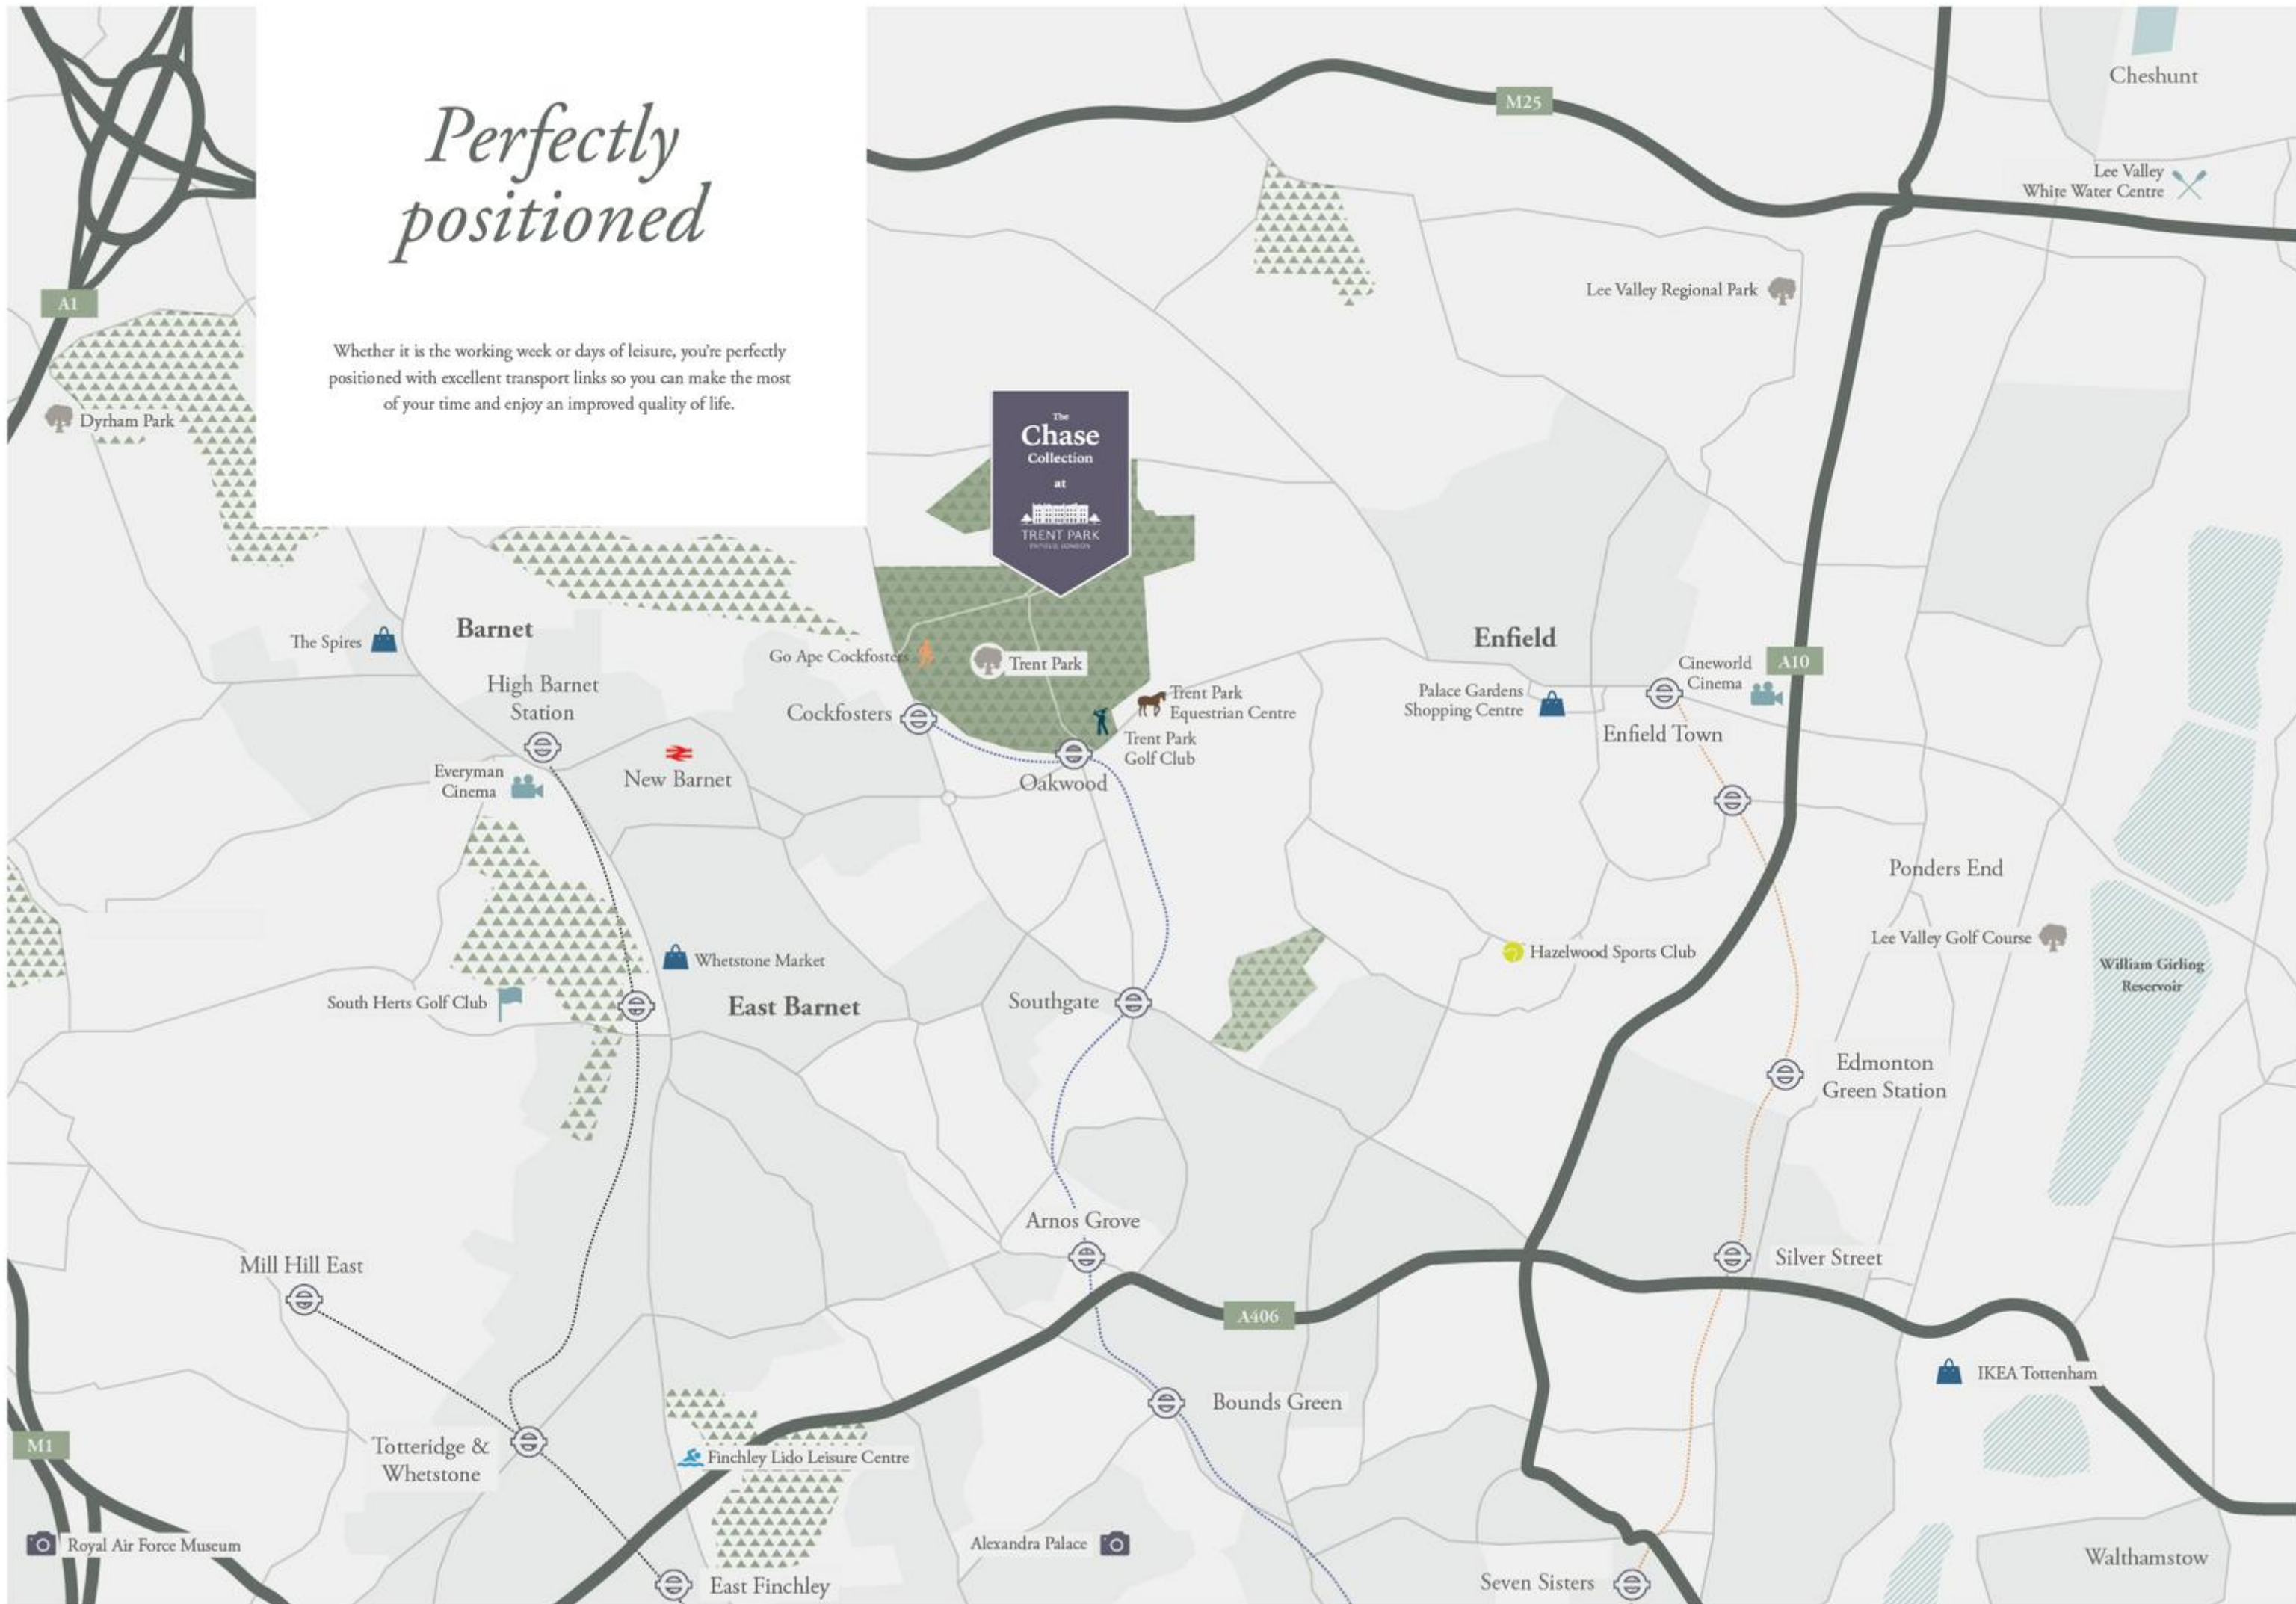 Perfectly
positioned
Whether it is the working week or days of leisure, you're perfectly
positioned with excellent transport links so you can make the most
of your time and enjoy an improved quality of life.
M25
Cheshunt
Lee Valley
White Water Centre
A1
Lee Valley Regional Park
Dyrham Park
The
Chase
Collection
at
TRENT PARK
ENFIELD, LONDON
Barnet
The Spires
Enfield
Go Ape Cockfosters
Trent Park
Cineworld
Cinema
A10
High Barnet
Station
Trent Park
Equestrian Centre
Palace Gardens
Shopping Centre
Cockfosters
Trent Park
Golf Club
Enfield Town
Everyman
Cinema
New Barnet
Oakwood
Ponders End
Lee Valley Golf Course
Hazelwood Sports Club
Whetstone Market
William Girling
Reservoir
South Herts Golf Club
East Barnet
Southgate
Edmonton
Green Station
Arnos Grove
Mill Hill East
Silver Street
A406
IKEA Tottenham
Bounds Green
M1
Totteridge &
Whetstone
Finchley Lido Leisure Centre
Royal Air Force Museum
Alexandra Palace
Walthamstow
East Finchley
Seven Sisters